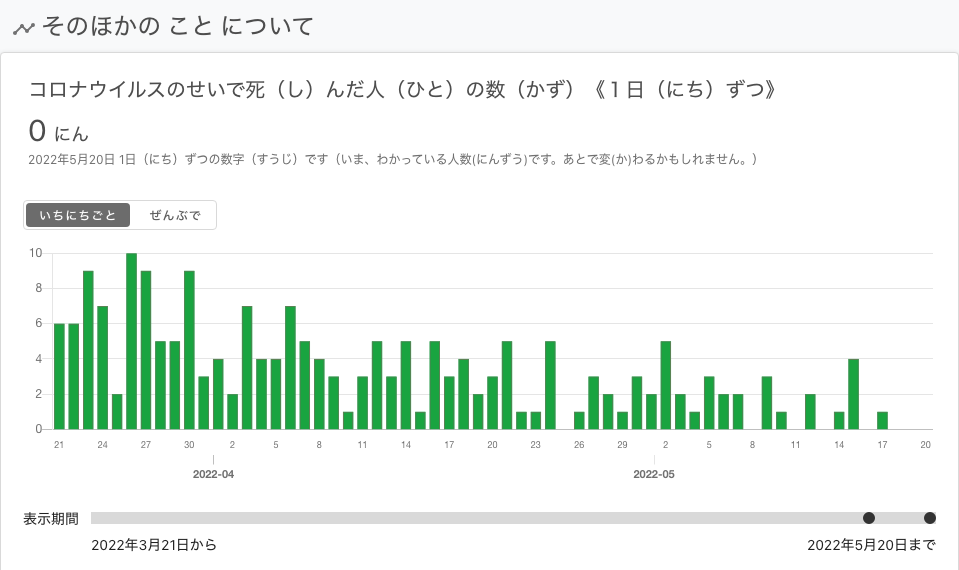 そのほかの こと について
コロナウイルスのせいで死（し）んだ人（ひと）の数（かず）《１日（にち）ずつ》
0 にん
2022年5月20日 1日（にち）ずつの数字（すうじ）です（いま、わかっている人数(にんずう)です。あとで変(か)わるかもしれません。）
いちにちごと ぜんぶで
10
8
6
4
2
0
21 24 27 30 2 5 8 11 14 17 20 23 26 29 2 5 8 11 14 17 20
2022-04 2022-05
表示期間
2022年3月21日から 2022年5月20日まで